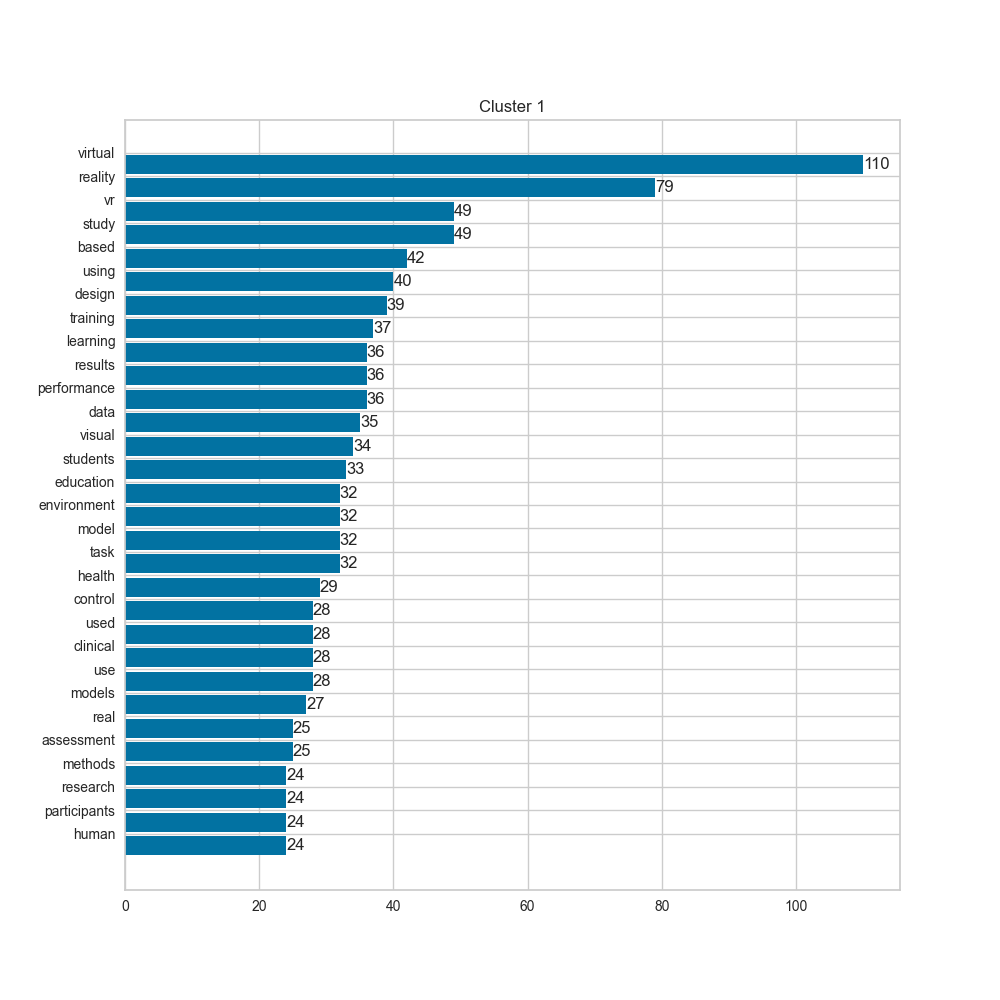 Cluster 1
virtual 110
reality 79
vr 49
study 49
based 42
using 40
design 39
training 37
learning 36
results 36
performance 36
data 35
visual 34
students 33
education 32
environment 32
model 32
task 32
health 29
control 28
used 28
clinical 28
use 28
models 27
real 25
assessment 25
methods 24
research 24
participants 24
human 24
0 20 40 60 80 100